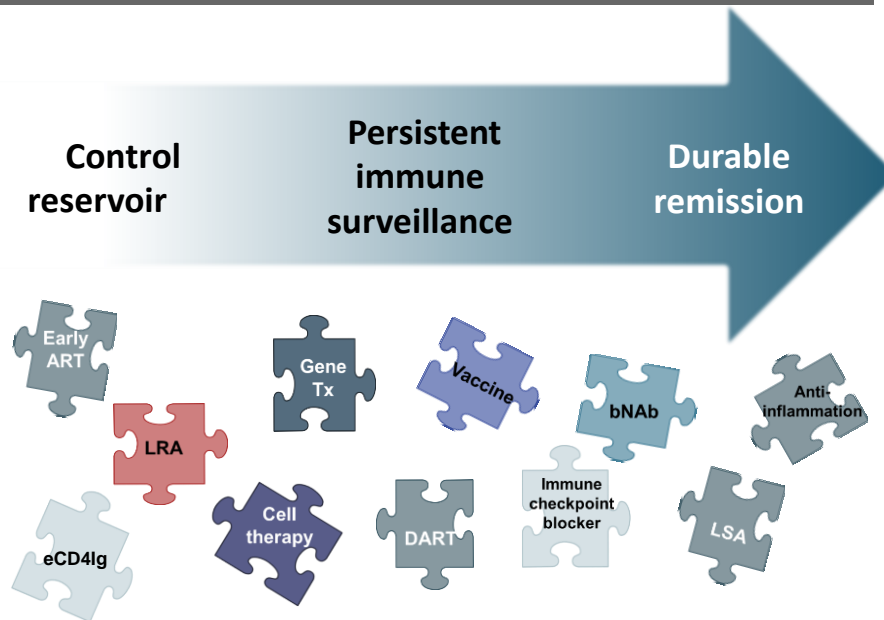 Control
reservoir
Persistent
immune
surveillance
Durable
remission
Early
ART
Gene
Tx
Vaccine
bNAb
Anti-
inflammation
LRA
eCD4Ig
Cell
therapy
DART
Immune
checkpoint
blocker
LSA